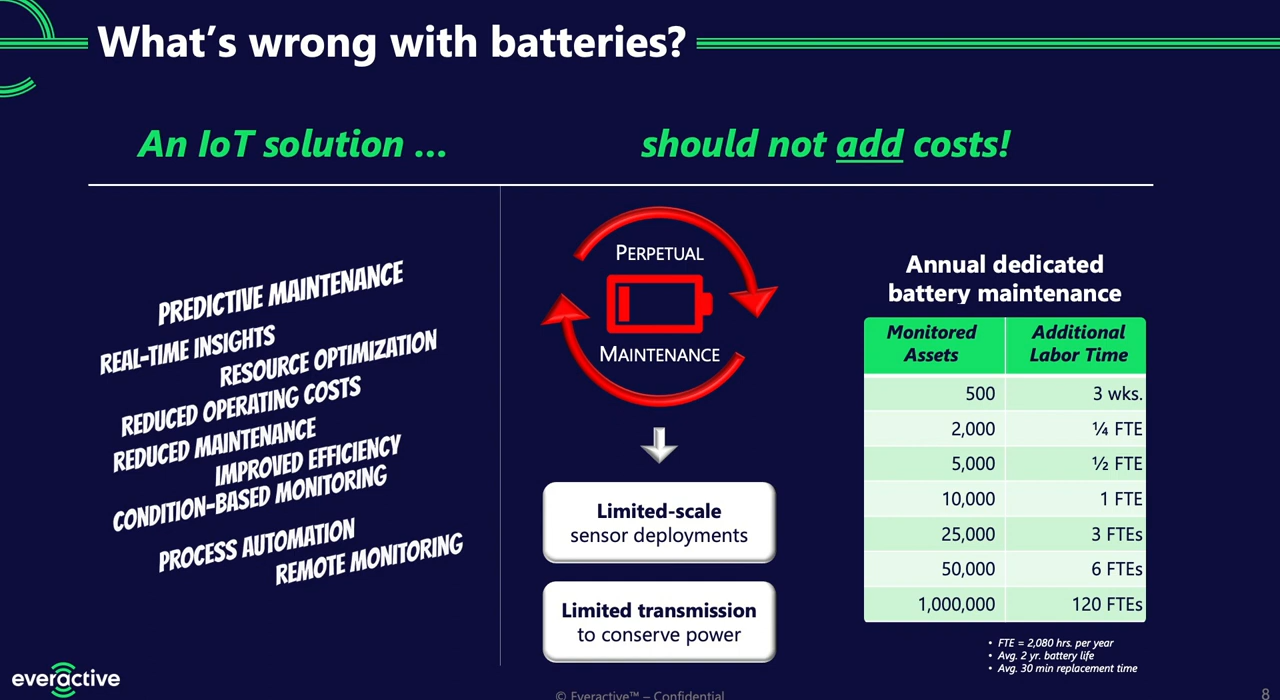 What's wrong with batteries?
An IoT solution ...
should not add costs!
PREDICTIVE MAINTENANCE
REAL-TIME INSIGHTS
RESOURCE OPTIMIZATION
REDUCED OPERATING COSTS
REDUCED MAINTENANCE
IMPROVED EFFICIENCY
CONDITION-BASED MONITORING
PROCESS AUTOMATION
REMOTE MONITORING
PERPETUAL
MAINTENANCE
Limited-scale
sensor deployments
Limited transmission
to conserve power
Annual dedicated
battery maintenance
Monitored Additional
Assets Labor Time
500 3 wks.
2,000 ¼ FTE
5,000 ½ FTE
10,000 1 FTE
25,000 3 FTEs
50,000 6 FTEs
1,000,000 120 FTEs
• FTE = 2,080 hrs. per year
• Avg. 2 yr. battery life
• Avg. 30 min replacement time
everactive
© Everactive™ – Confidential
8